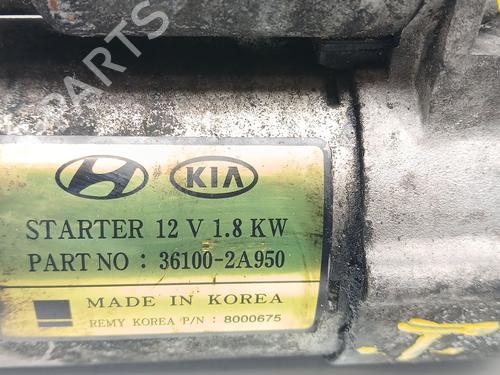 PARTS
KIA
STARTER 12 V 1.8 KW
PART NO : 36100-2A950
MADE IN KOREA
REMY KOREA P/N : 8000675